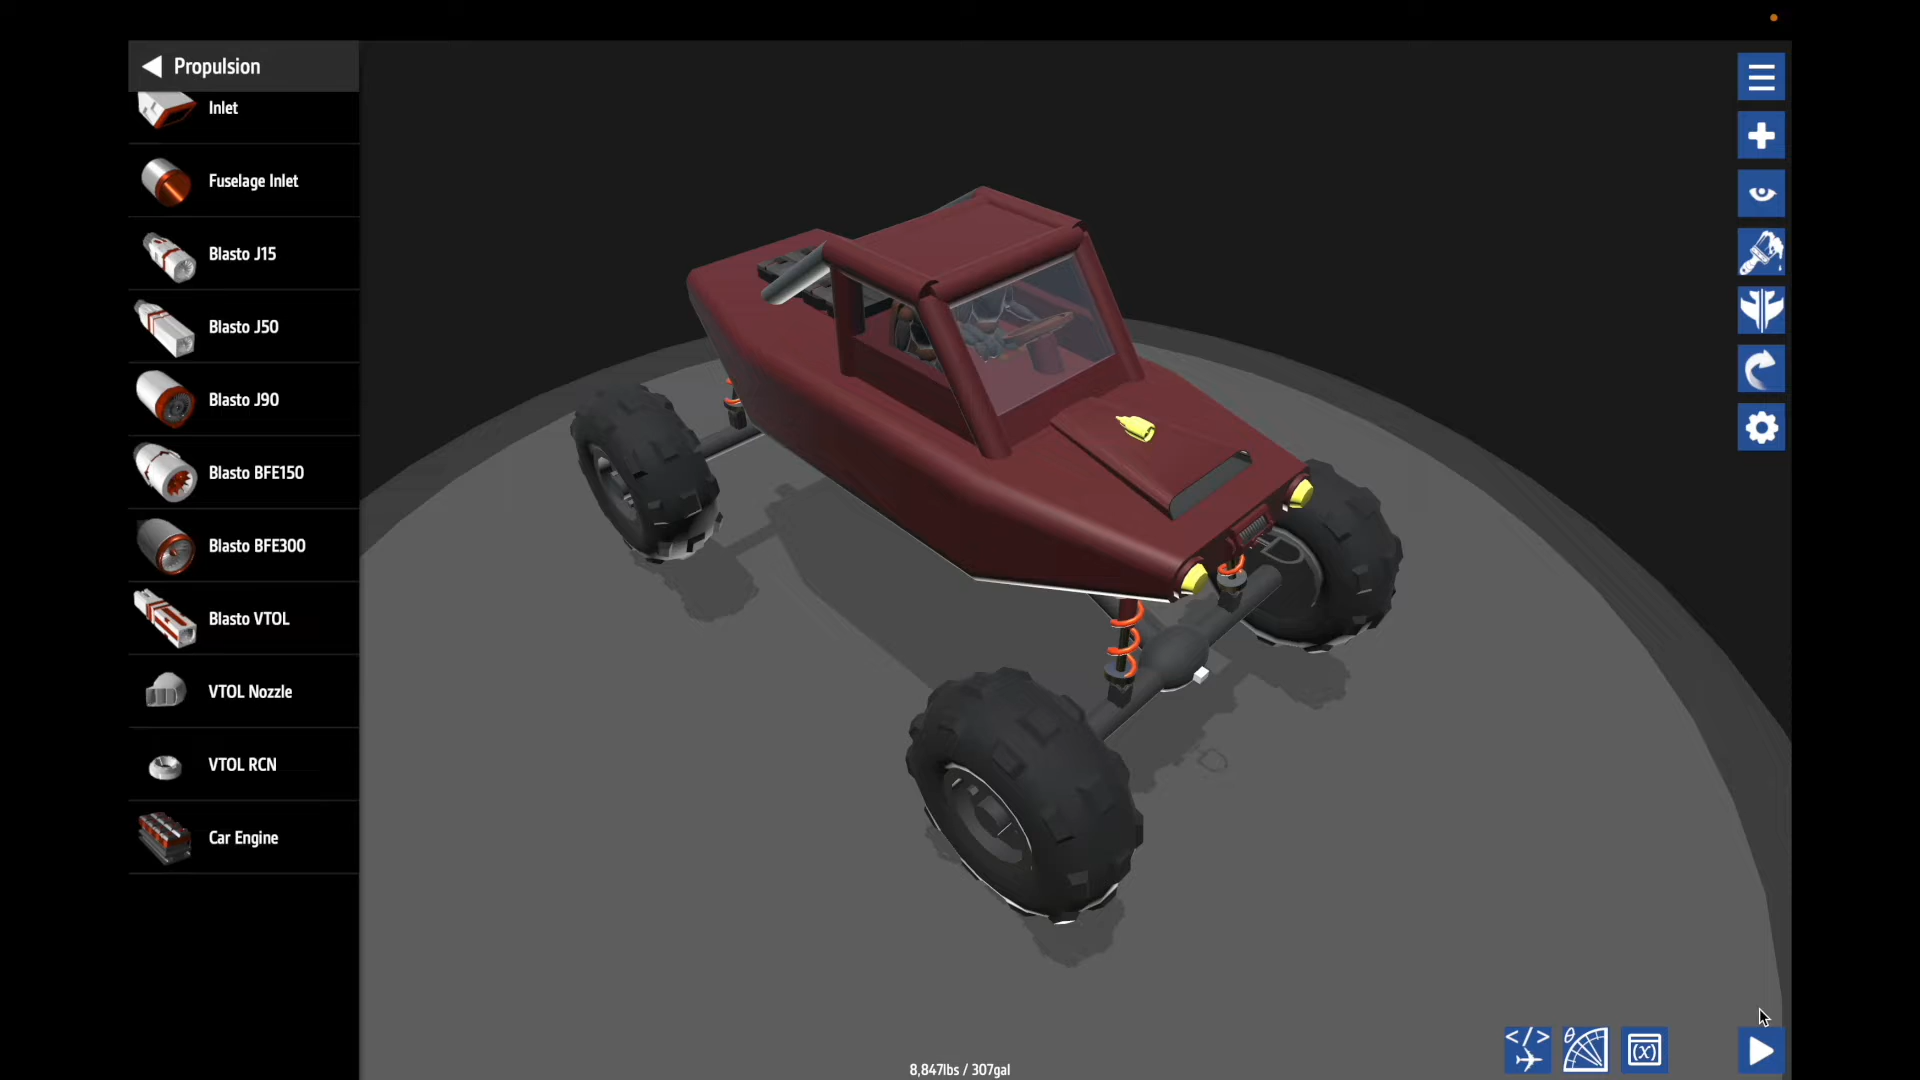 Propulsion
Inlet
Fuselage Inlet
Blasto J15
Blasto J50
Blasto J90
Blasto BFE150
Blasto BFE300
Blasto VTOL
VTOL Nozzle
VTOL RCN
Car Engine
</>
θ
(x)
8,847lbs / 307gal